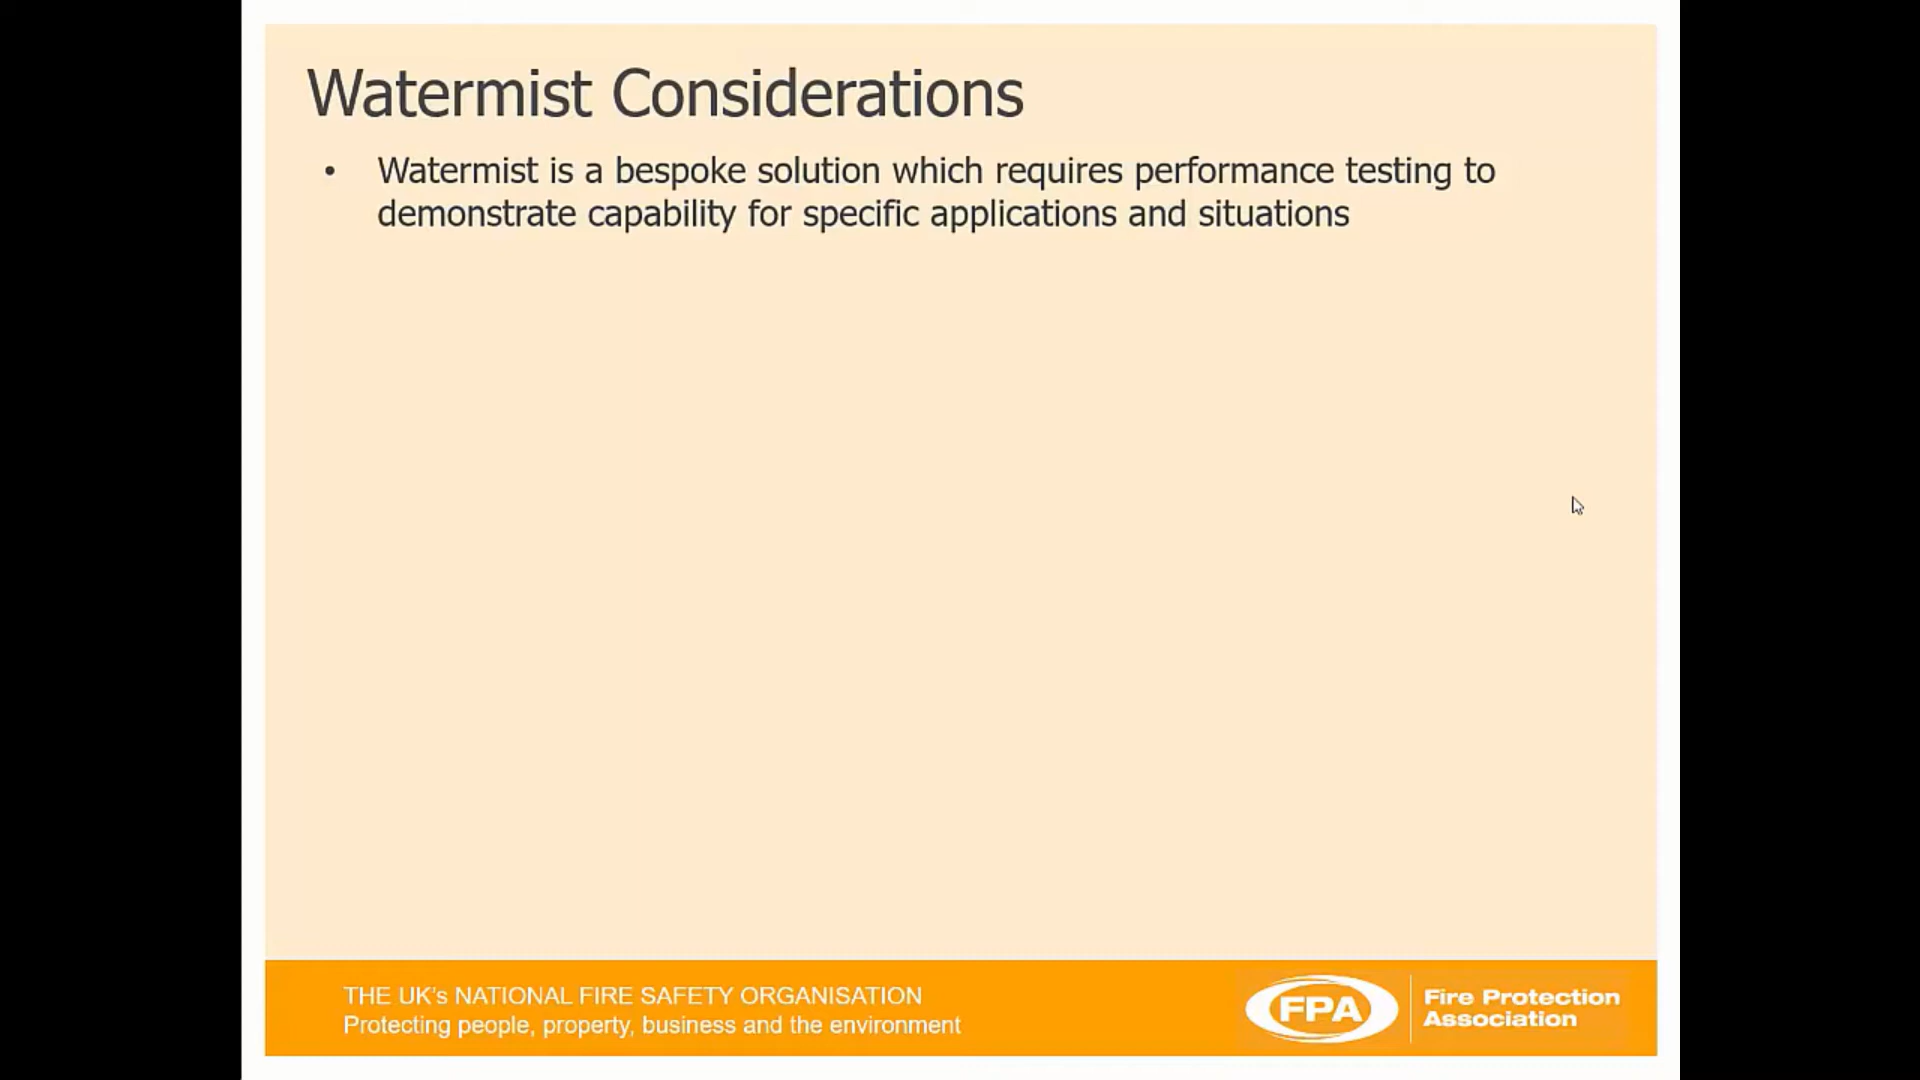 Watermist Considerations
• Watermist is a bespoke solution which requires performance testing to
demonstrate capability for specific applications and situations
THE UK's NATIONAL FIRE SAFETY ORGANISATION
Protecting people, property, business and the environment
FPA
Fire Protection
Association